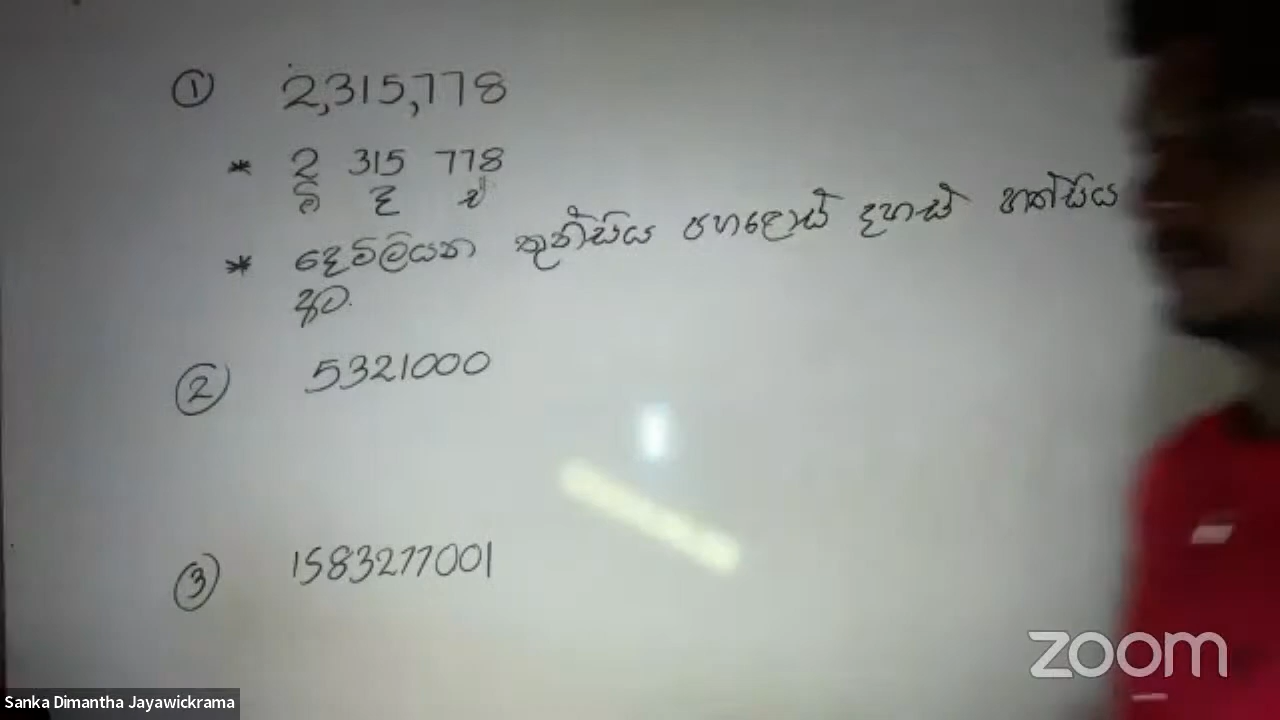 ① 2,315,778
* 2 315 778
මි ද ඒ
* දෙමිලියන තුන්සිය පහළොස් දහස් හත්සිය
අට.
② 5321000
③ 1583277001
zoom
Sanka Dimantha Jayawickrama